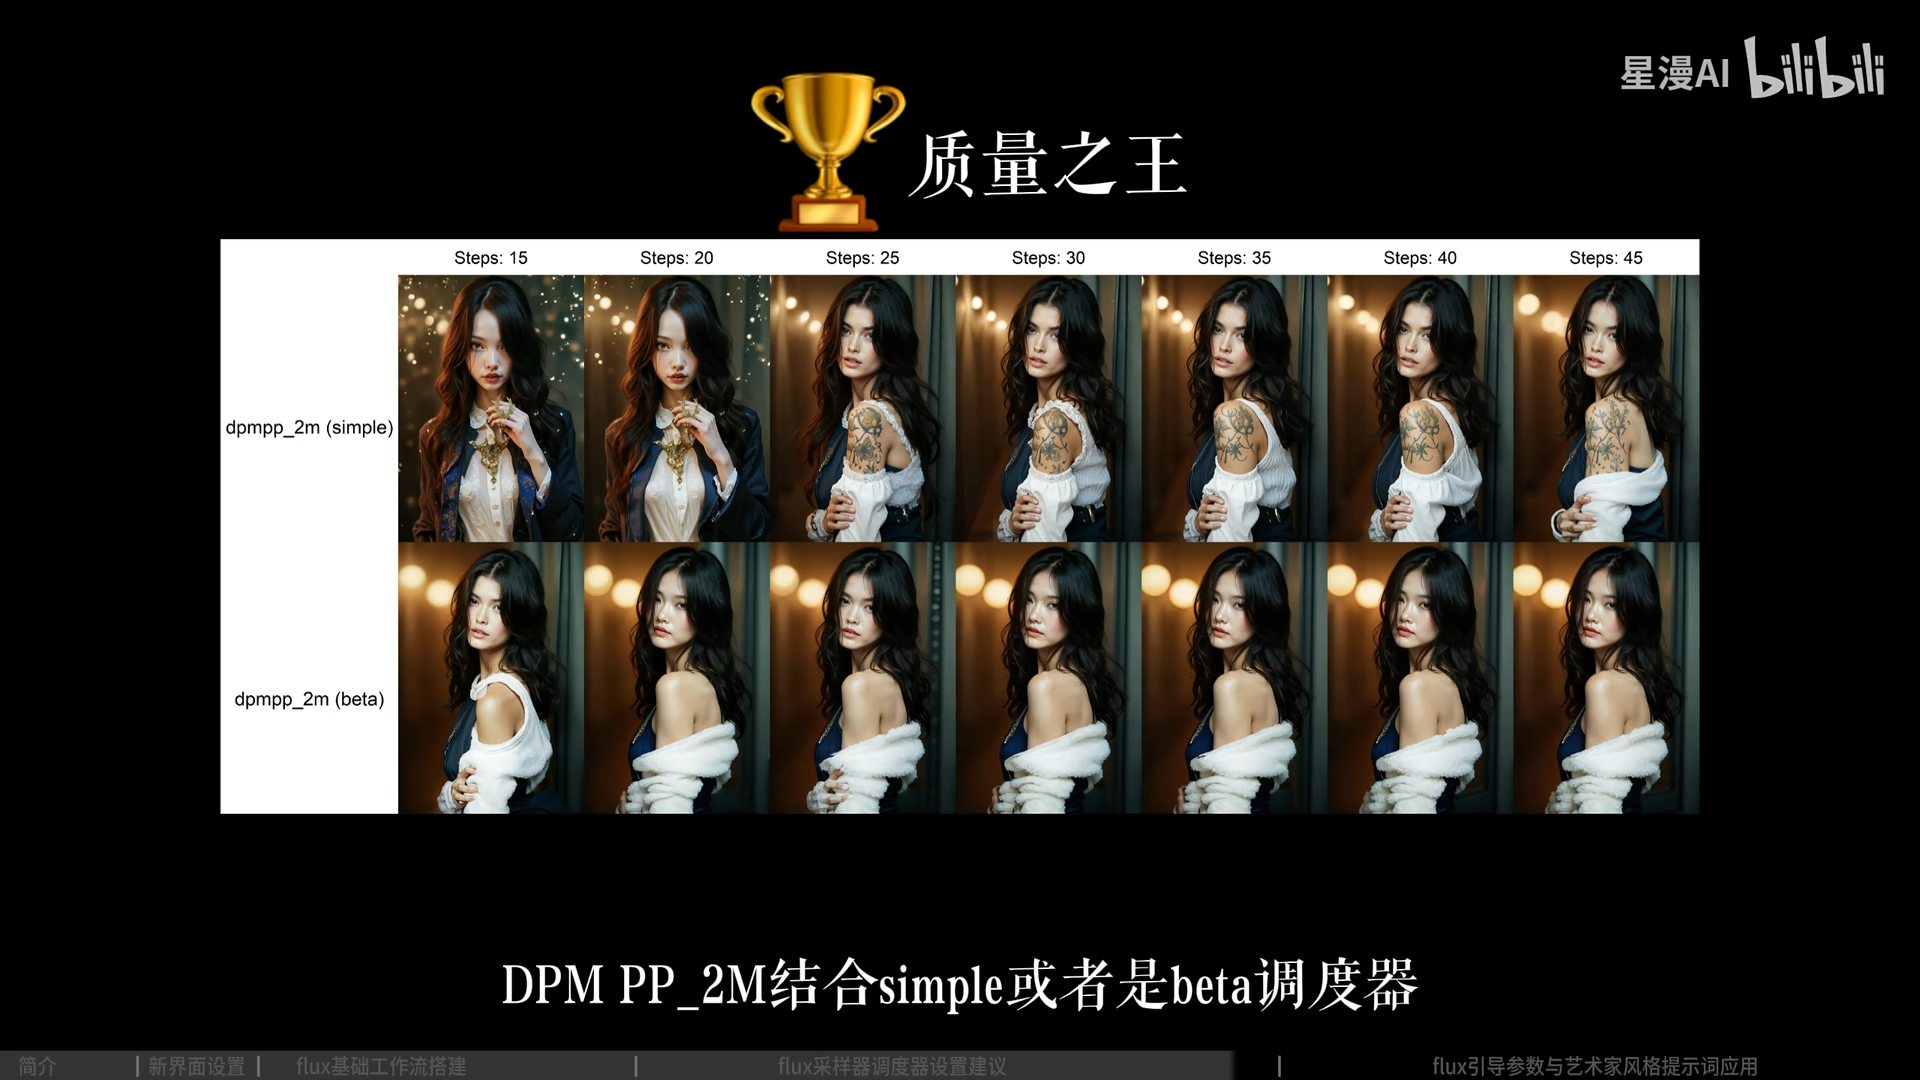 星漫AI bilibili
质量之王
Steps: 15 Steps: 20 Steps: 25 Steps: 30 Steps: 35 Steps: 40 Steps: 45
dpmpp_2m (simple)
dpmpp_2m (beta)
DPM PP_2M结合simple或者是beta调度器
简介 | 新界面设置 | flux基础工作流搭建 | flux采样器调度器设置建议 | flux引导参数与艺术家风格提示词应用